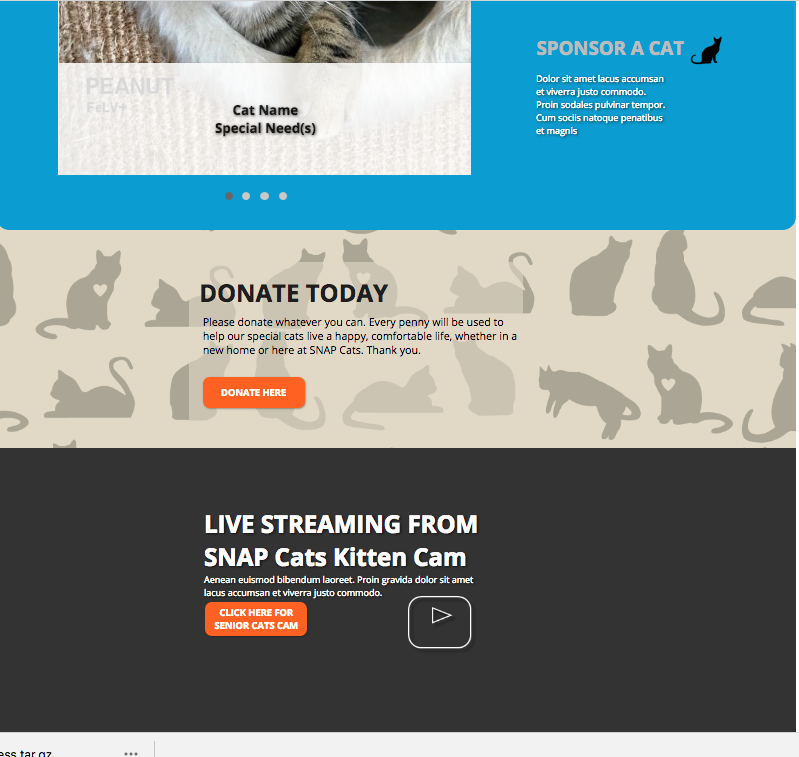 PEANUT
FeLV+
Cat Name
Special Need(s)
SPONSOR A CAT
Dolor sit amet lacus accumsan
et viverra justo commodo.
Proin sodales pulvinar tempor.
Cum sociis natoque penatibus
et magnis
DONATE TODAY
Please donate whatever you can. Every penny will be used to
help our special cats live a happy, comfortable life, whether in a
new home or here at SNAP Cats. Thank you.
DONATE HERE
LIVE STREAMING FROM
SNAP Cats Kitten Cam
Aenean euismod bibendum laoreet. Proin gravida dolor sit amet
lacus accumsan et viverra justo commodo.
CLICK HERE FOR
SENIOR CATS CAM
ess.tar.gz